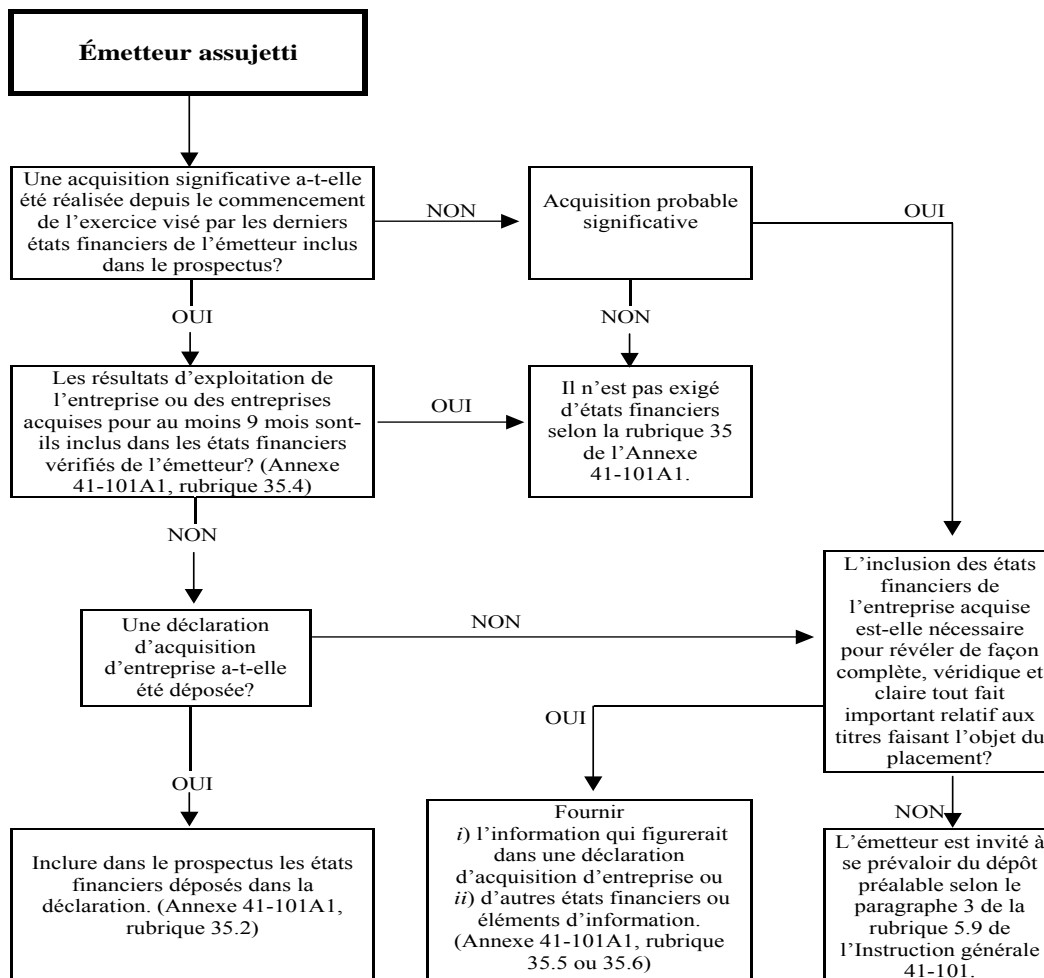 Émetteur assujetti
Une acquisition significative a-t-elle
été réalisée depuis le commencement
de l’exercice visé par les derniers
états financiers de l’émetteur inclus
dans le prospectus?
NON
Acquisition probable
significative
OUI
OUI
NON
Les résultats d’exploitation de
l’entreprise ou des entreprises
acquises pour au moins 9 mois sont-
ils inclus dans les états financiers
vérifiés de l’émetteur? (Annexe
41-101A1, rubrique 35.4)
OUI
Il n’est pas exigé
d’états financiers
selon la rubrique 35
de l’Annexe
41-101A1.
NON
Une déclaration
d’acquisition
d’entreprise a-t-elle
été déposée?
NON
L’inclusion des états
financiers de
l’entreprise acquise
est-elle nécessaire
pour révéler de façon
complète, véridique et
claire tout fait
important relatif aux
titres faisant l’objet du
placement?
OUI
OUI
NON
Inclure dans le prospectus les états
financiers déposés dans la
déclaration. (Annexe 41-101A1,
rubrique 35.2)
Fournir
i) l’information qui figurerait
dans une déclaration
d’acquisition d’entreprise ou
ii) d’autres états financiers ou
éléments d’information.
(Annexe 41-101A1, rubrique
35.5 ou 35.6)
L’émetteur est invité à
se prévaloir du dépôt
préalable selon le
paragraphe 3 de la
rubrique 5.9 de
l’Instruction générale
41-101.